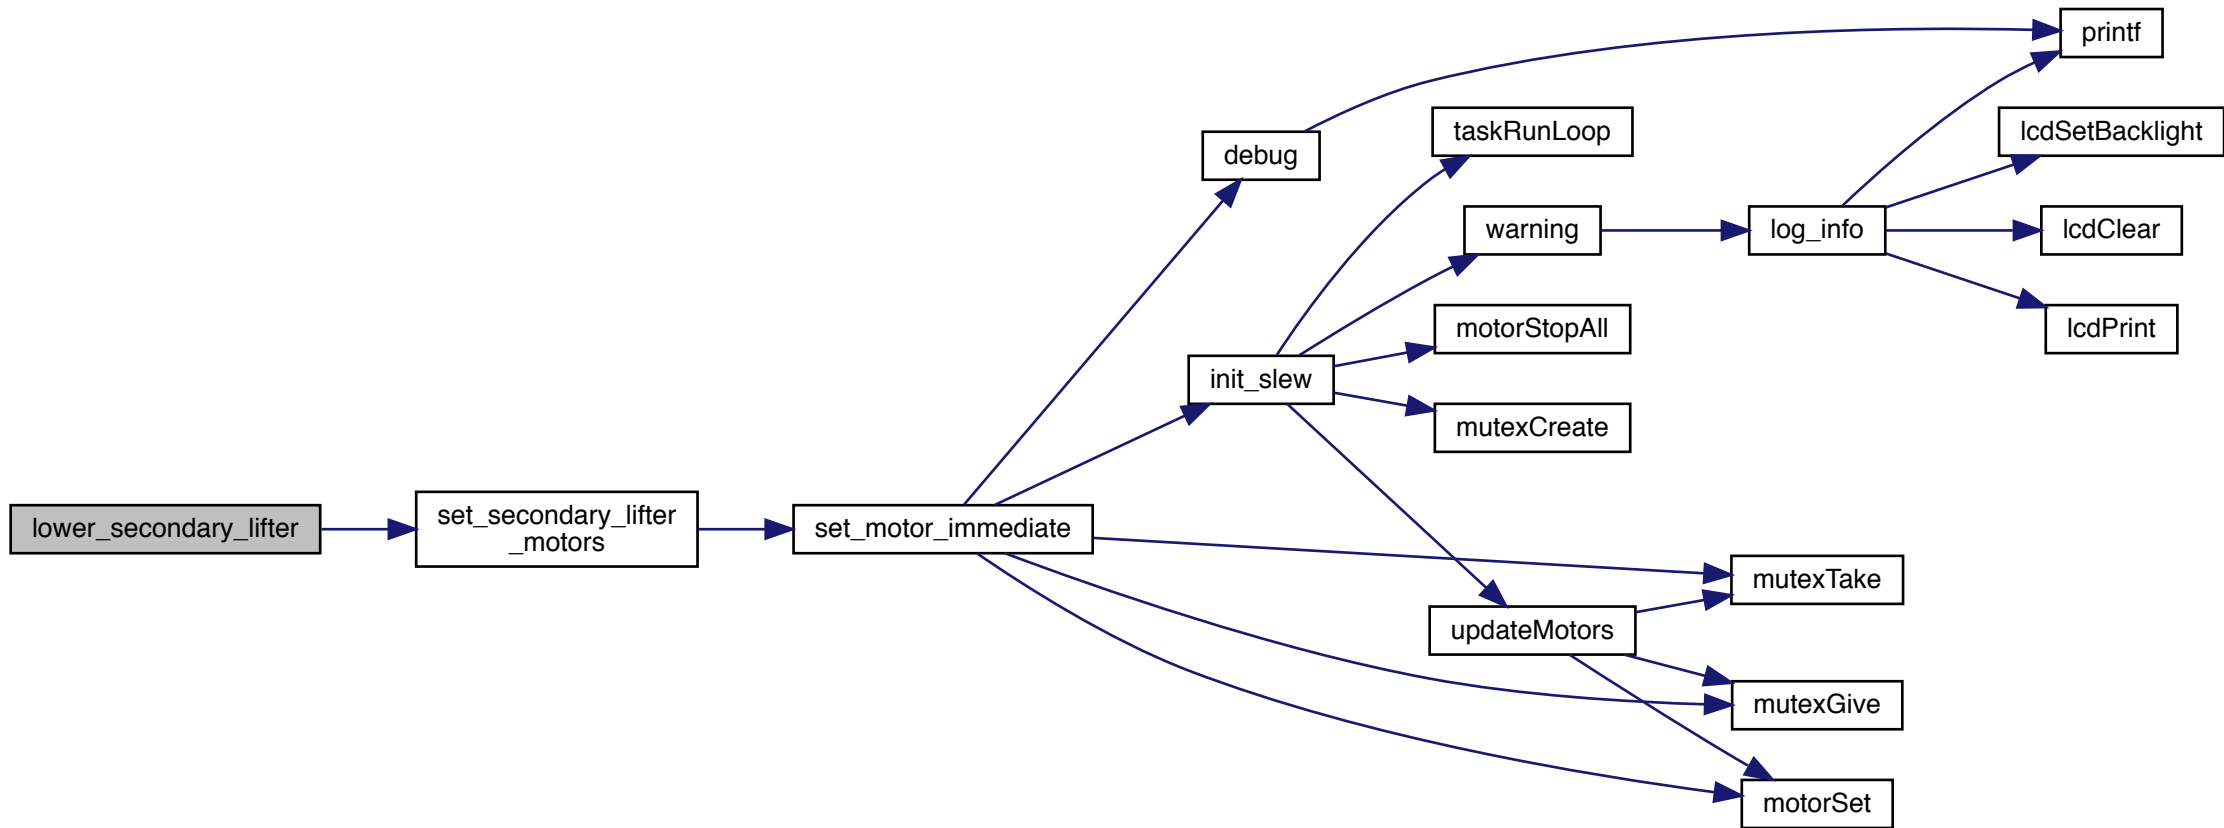 printf
taskRunLoop
lcdSetBacklight
debug
warning
log_info
lcdClear
motorStopAll
lcdPrint
init_slew
mutexCreate
lower_secondary_lifter
set_secondary_lifter
_motors
set_motor_immediate
mutexTake
updateMotors
mutexGive
motorSet